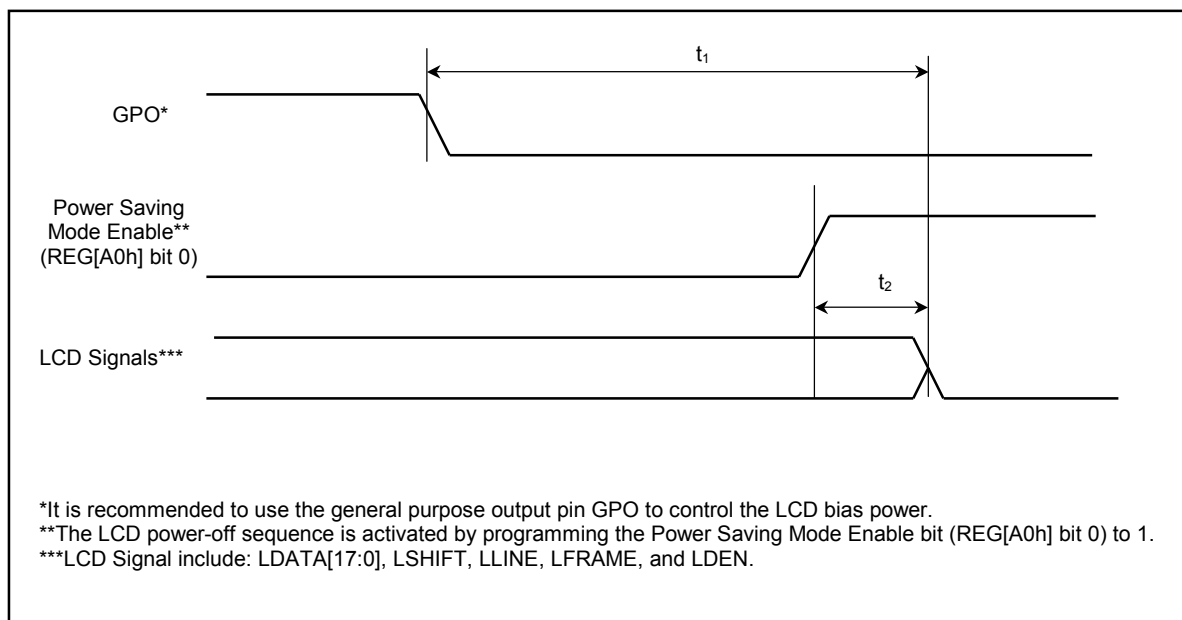 t₁
GPO*
Power Saving
Mode Enable**
(REG[A0h] bit 0)
t₂
LCD Signals***
*It is recommended to use the general purpose output pin GPO to control the LCD bias power.
**The LCD power-off sequence is activated by programming the Power Saving Mode Enable bit (REG[A0h] bit 0) to 1.
***LCD Signal include: LDATA[17:0], LSHIFT, LLINE, LFRAME, and LDEN.